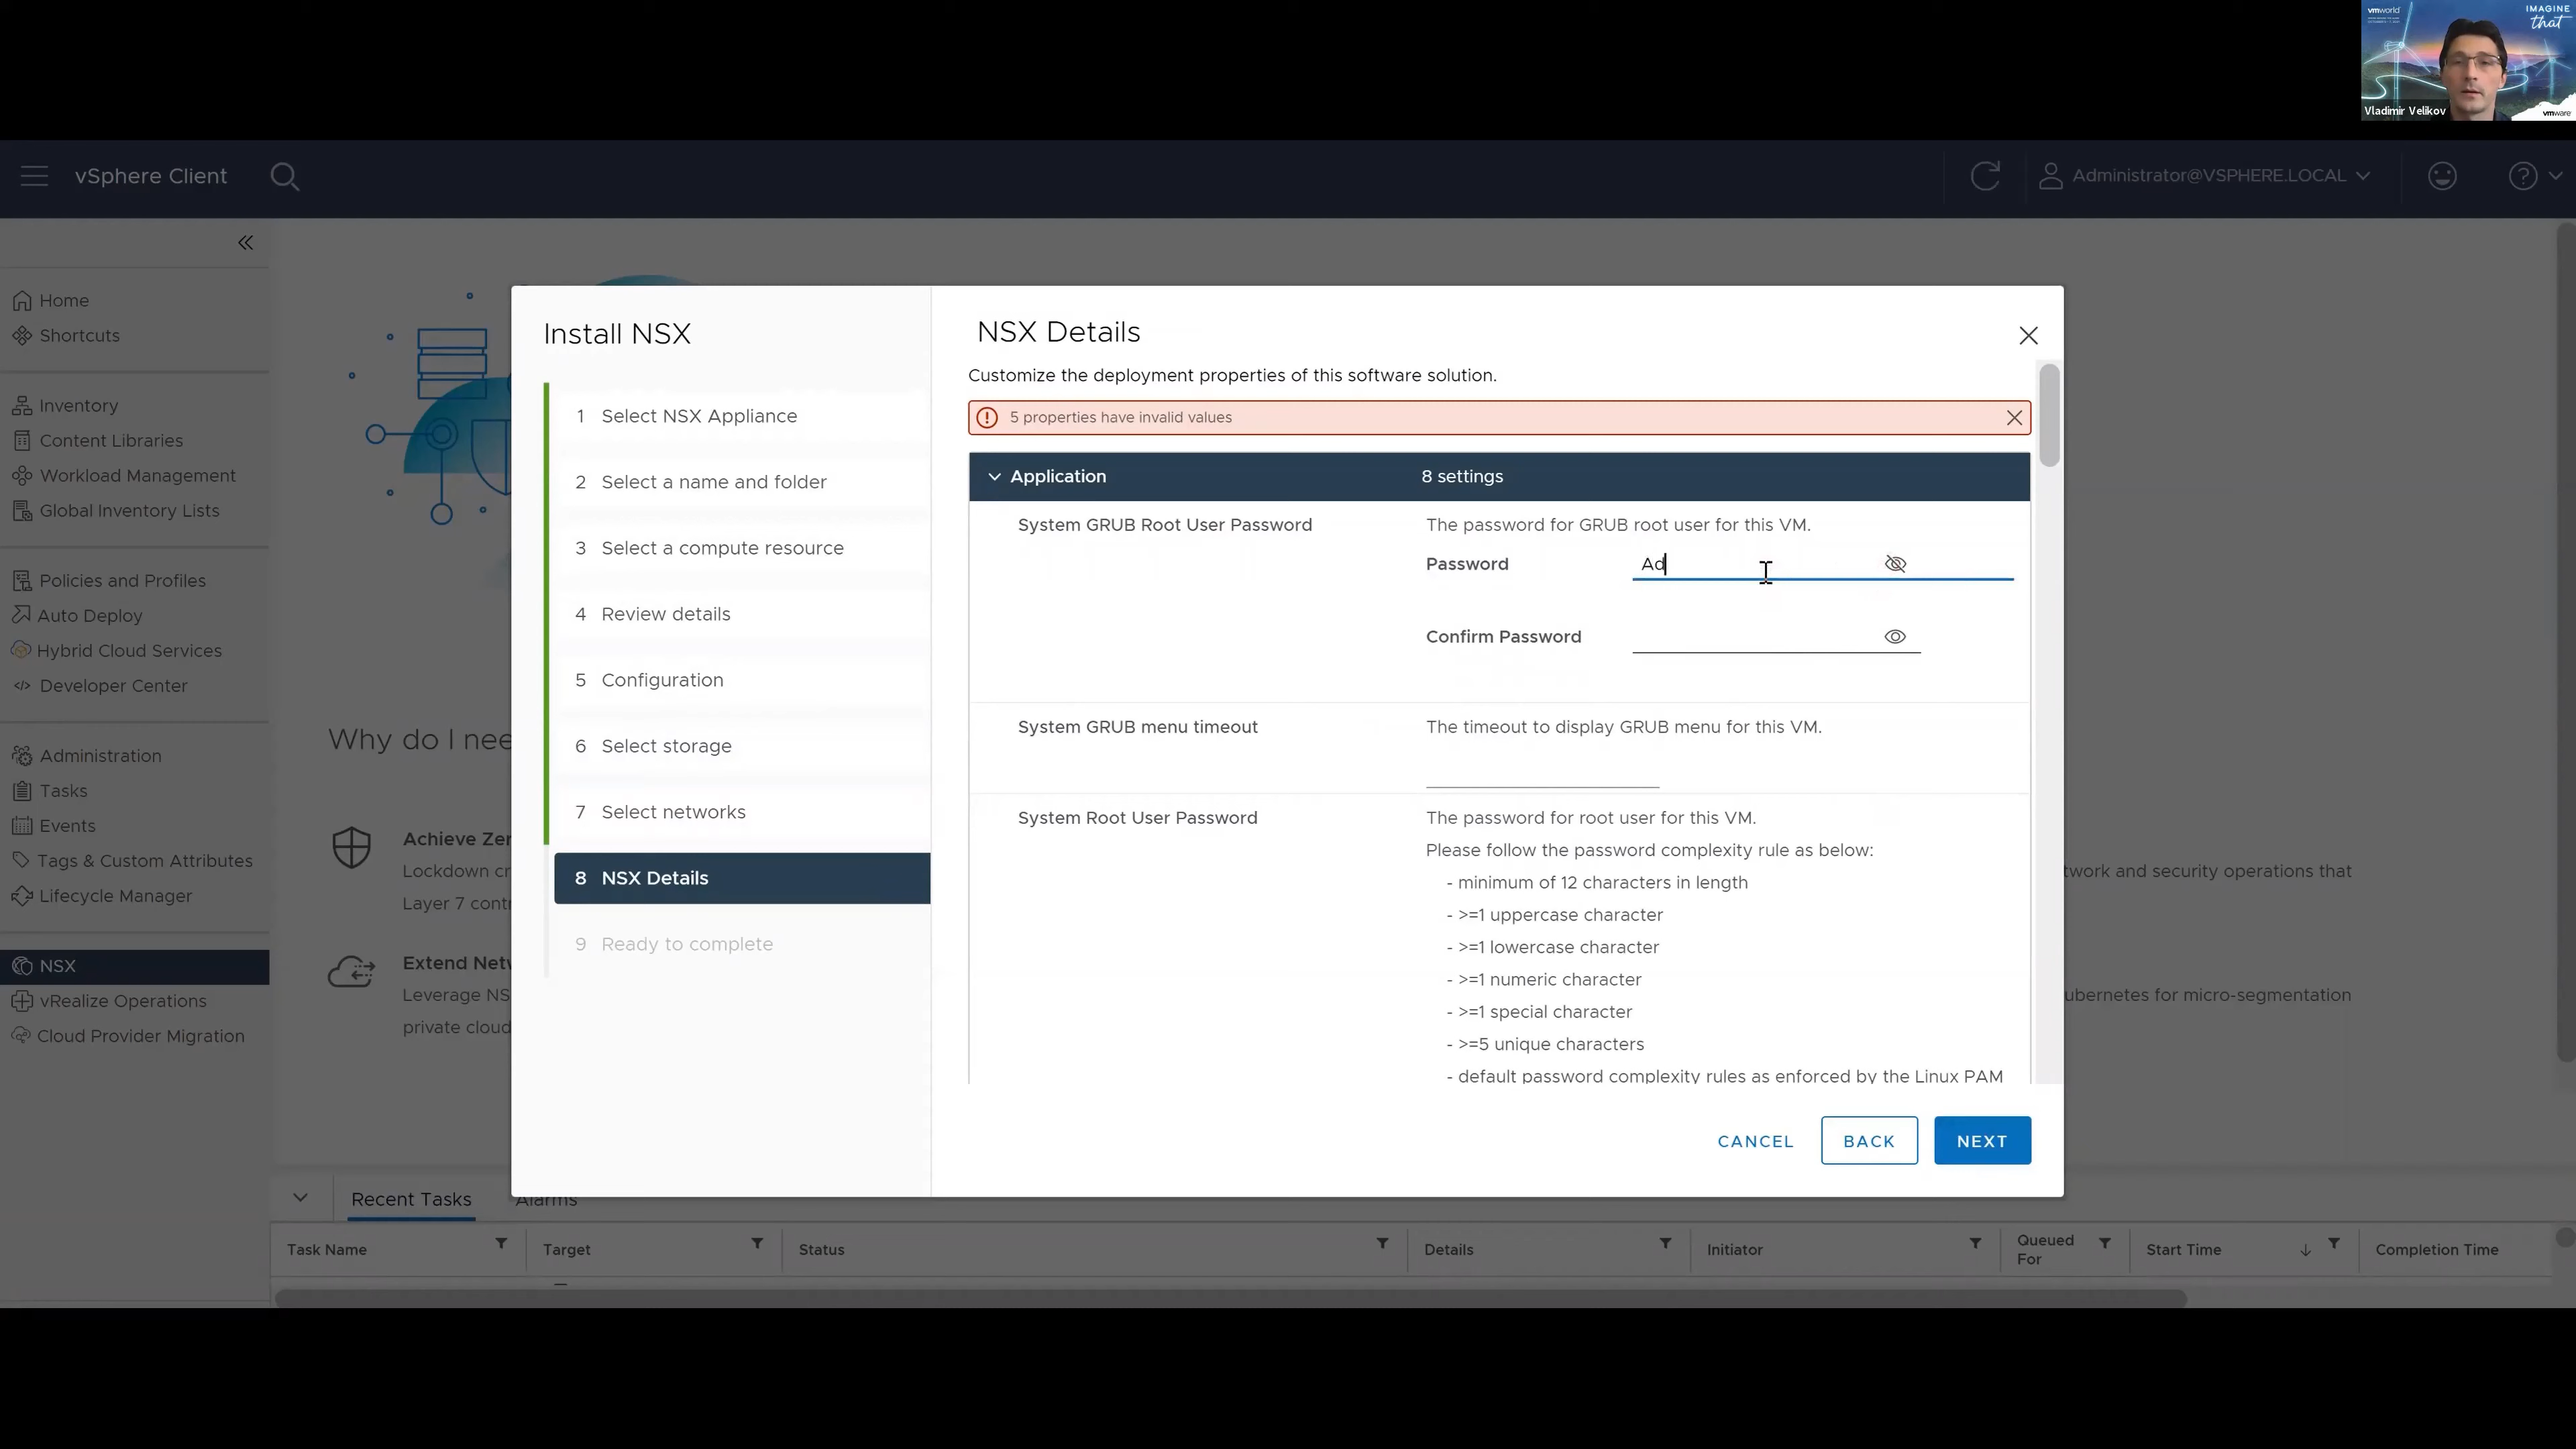 vmworld
IMAGINE
that
Vladimir Velikov
vmware
vSphere Client
Administrator@VSPHERE.LOCAL
Home
Shortcuts
Inventory
Content Libraries
Workload Management
Global Inventory Lists
Policies and Profiles
Auto Deploy
Hybrid Cloud Services
Developer Center
Administration
Tasks
Events
Tags & Custom Attributes
Lifecycle Manager
NSX
vRealize Operations
Cloud Provider Migration
Why do I nee
Achieve Zer
Lockdown cr
Layer 7 contr
Extend Netw
Leverage NS
private cloud
twork and security operations that
ubernetes for micro-segmentation
Install NSX
1 Select NSX Appliance
2 Select a name and folder
3 Select a compute resource
4 Review details
5 Configuration
6 Select storage
7 Select networks
8 NSX Details
9 Ready to complete
NSX Details
Customize the deployment properties of this software solution.
5 properties have invalid values
Application 8 settings
System GRUB Root User Password The password for GRUB root user for this VM.
Password Ad
Confirm Password
System GRUB menu timeout The timeout to display GRUB menu for this VM.
System Root User Password The password for root user for this VM.
Please follow the password complexity rule as below:
- minimum of 12 characters in length
- >=1 uppercase character
- >=1 lowercase character
- >=1 numeric character
- >=1 special character
- >=5 unique characters
- default password complexity rules as enforced by the Linux PAM
CANCEL BACK NEXT
Recent Tasks Alarms
Task Name Target Status Details Initiator Queued For Start Time Completion Time